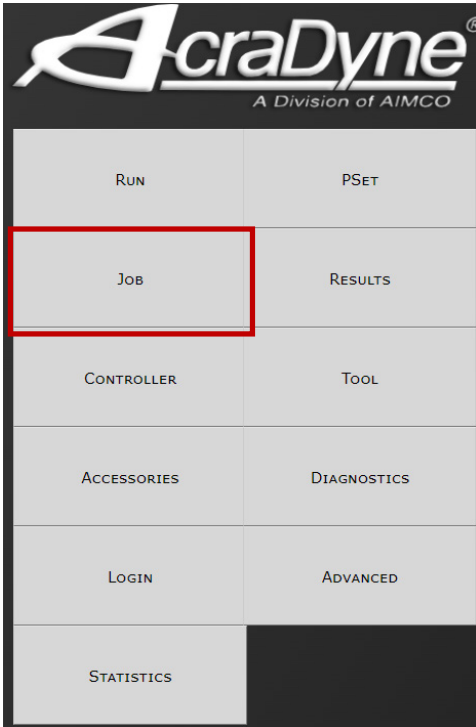 AcraDyne®
A Division of AIMCO
Run PSet
Job Results
Controller Tool
Accessories Diagnostics
Login Advanced
Statistics